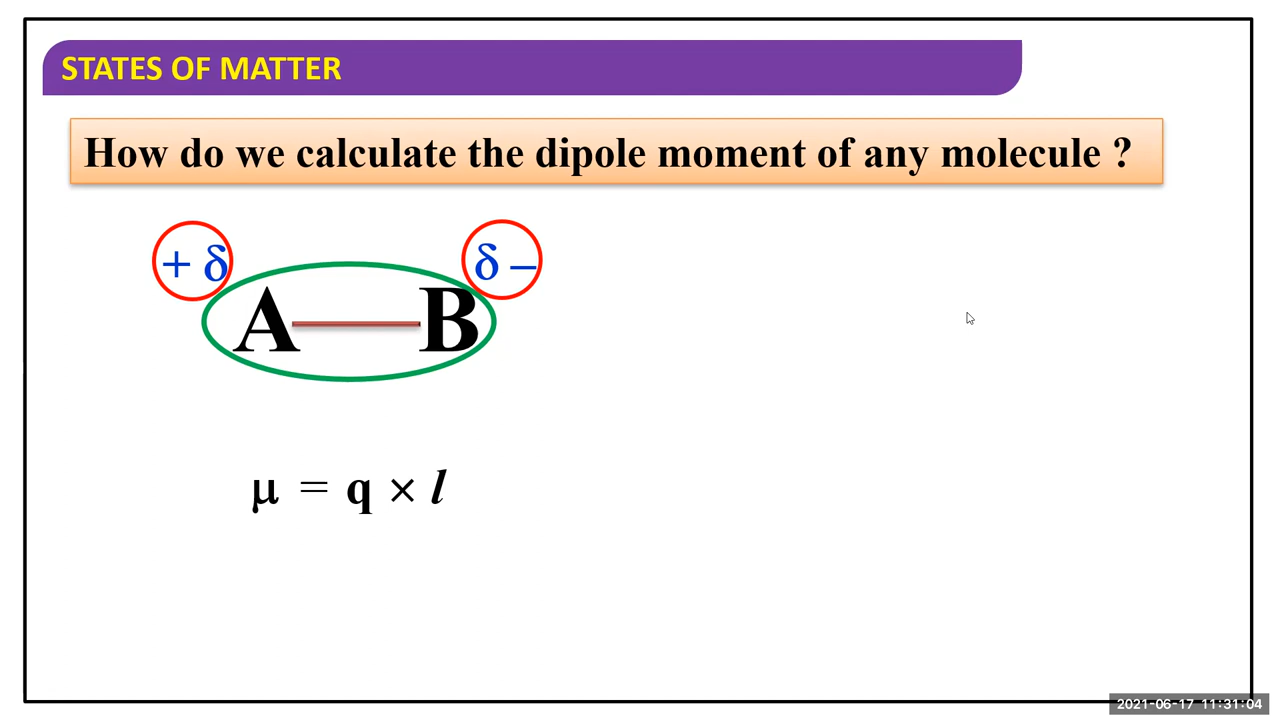 STATES OF MATTER
How do we calculate the dipole moment of any molecule ?
+ δ
δ –
A B
μ = q × l
2021-06-17 11:31:04